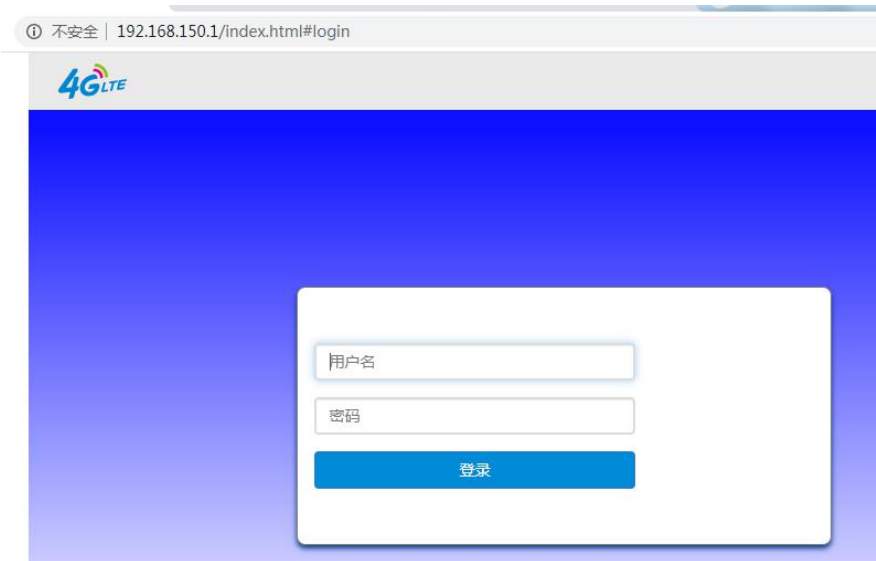 不安全 | 192.168.150.1/index.html#login
4G LTE
用户名
密码
登录